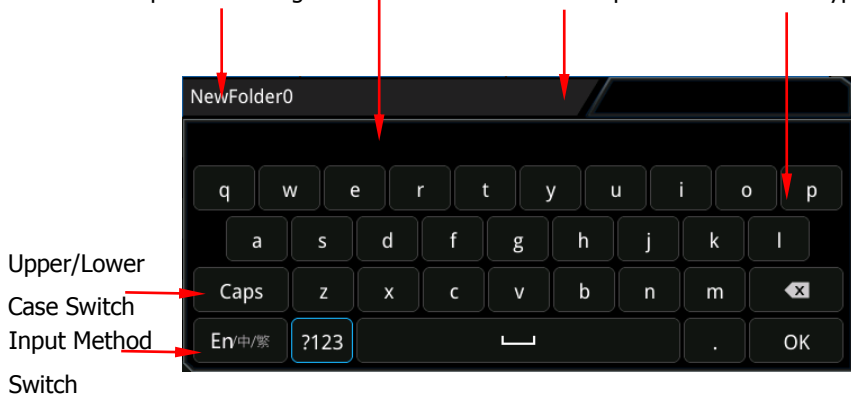 NewFolder0
q w e r t y u i o p
a s d f g h j k l
Upper/Lower
Case Switch
Caps z x c v b n m
Input Method
Switch
En/中/繁 ?123 . OK